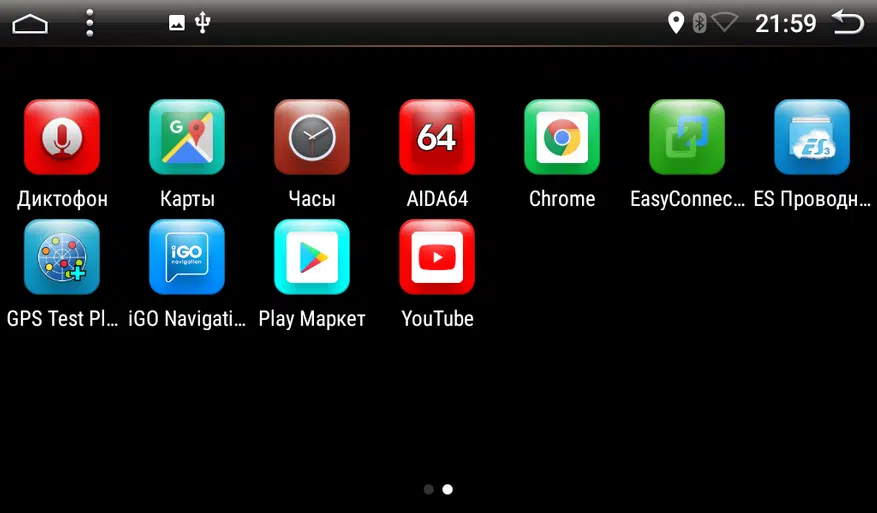 21:59
64
G
ES3
Диктофон
Карты
Часы
AIDA64
Chrome
EasyConnec…
ES Проводн…
iGO
navigation
GPS Test Pl…
iGO Navigati…
Play Маркет
YouTube